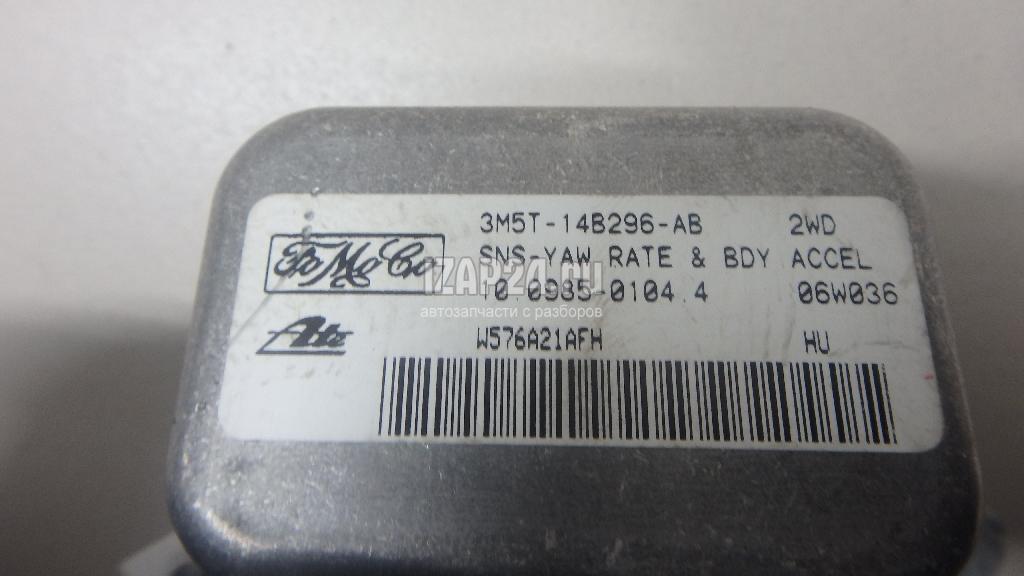 3M5T-14B296-AB 2WD
FoMoCo
SNS-YAW RATE & BDY ACCEL
IZAP24.ru
10.0985-0104.4 06W036
автозапчасти с разборов
Ate
W576A21AFH HU